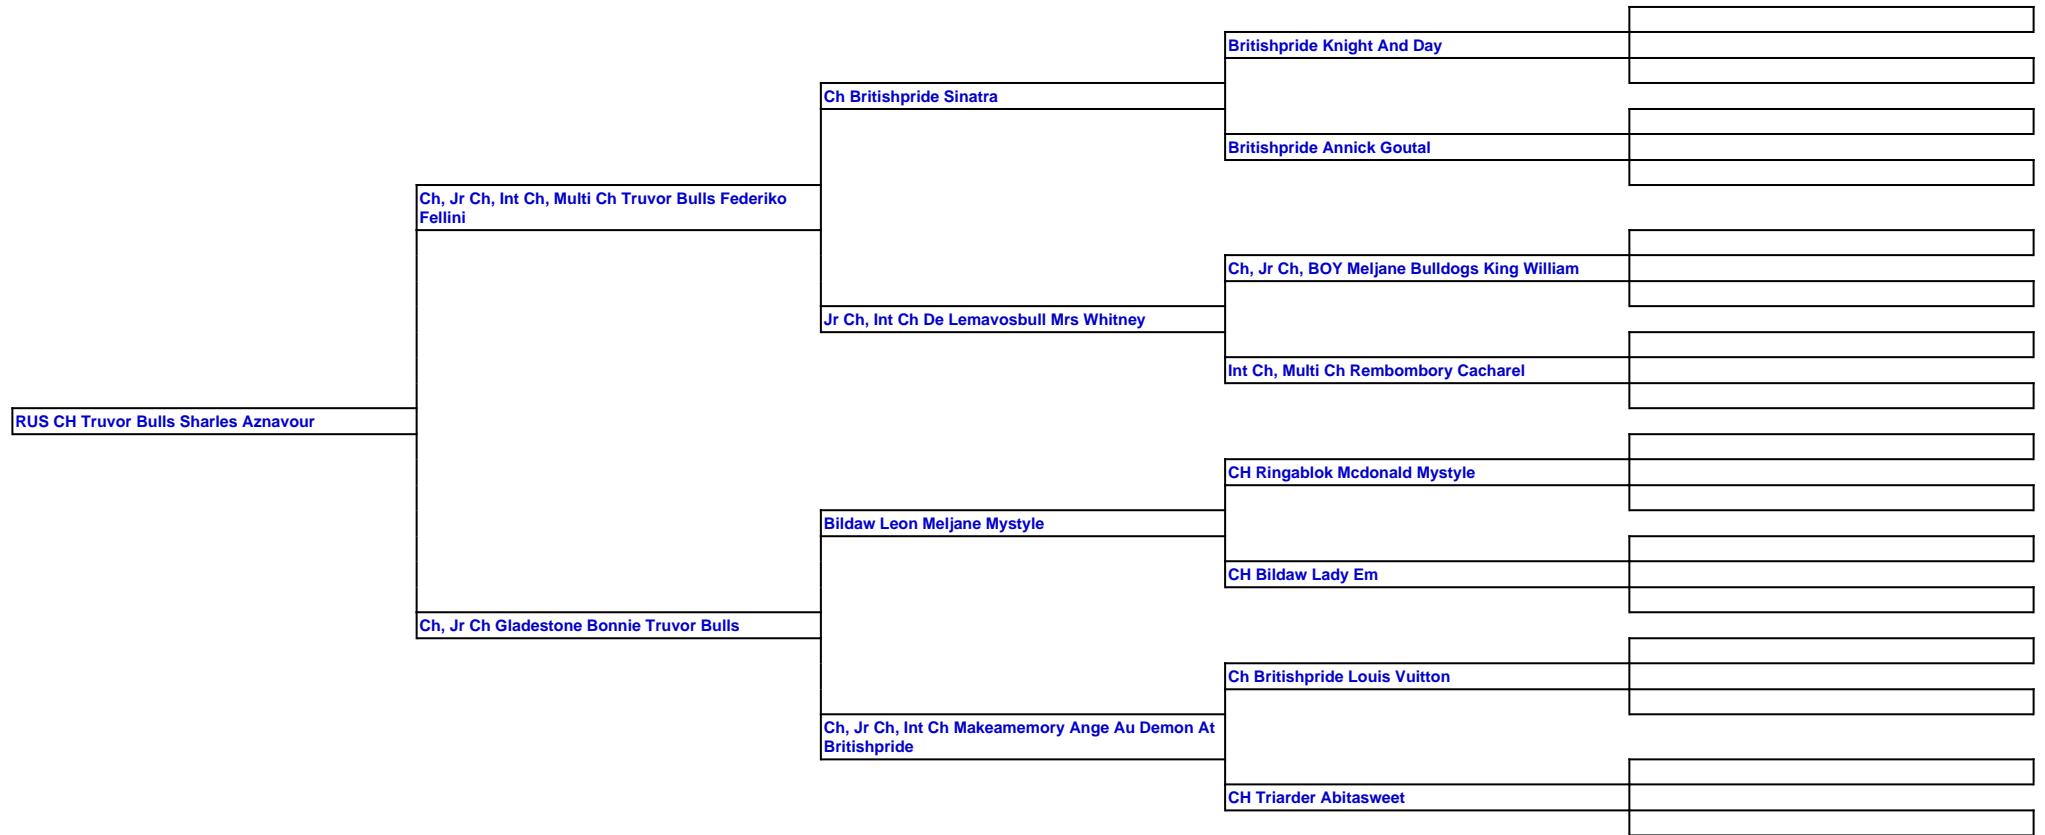 Britishpride Knight And Day
Ch Britishpride Sinatra
Britishpride Annick Goutal
Ch, Jr Ch, Int Ch, Multi Ch Truvor Bulls Federiko
Fellini
Ch, Jr Ch, BOY Meljane Bulldogs King William
Jr Ch, Int Ch De Lemavosbull Mrs Whitney
Int Ch, Multi Ch Rembombory Cacharel
RUS CH Truvor Bulls Sharles Aznavour
CH Ringablok Mcdonald Mystyle
Bildaw Leon Meljane Mystyle
CH Bildaw Lady Em
Ch, Jr Ch Gladestone Bonnie Truvor Bulls
Ch Britishpride Louis Vuitton
Ch, Jr Ch, Int Ch Makeamemory Ange Au Demon At
Britishpride
CH Triarder Abitasweet